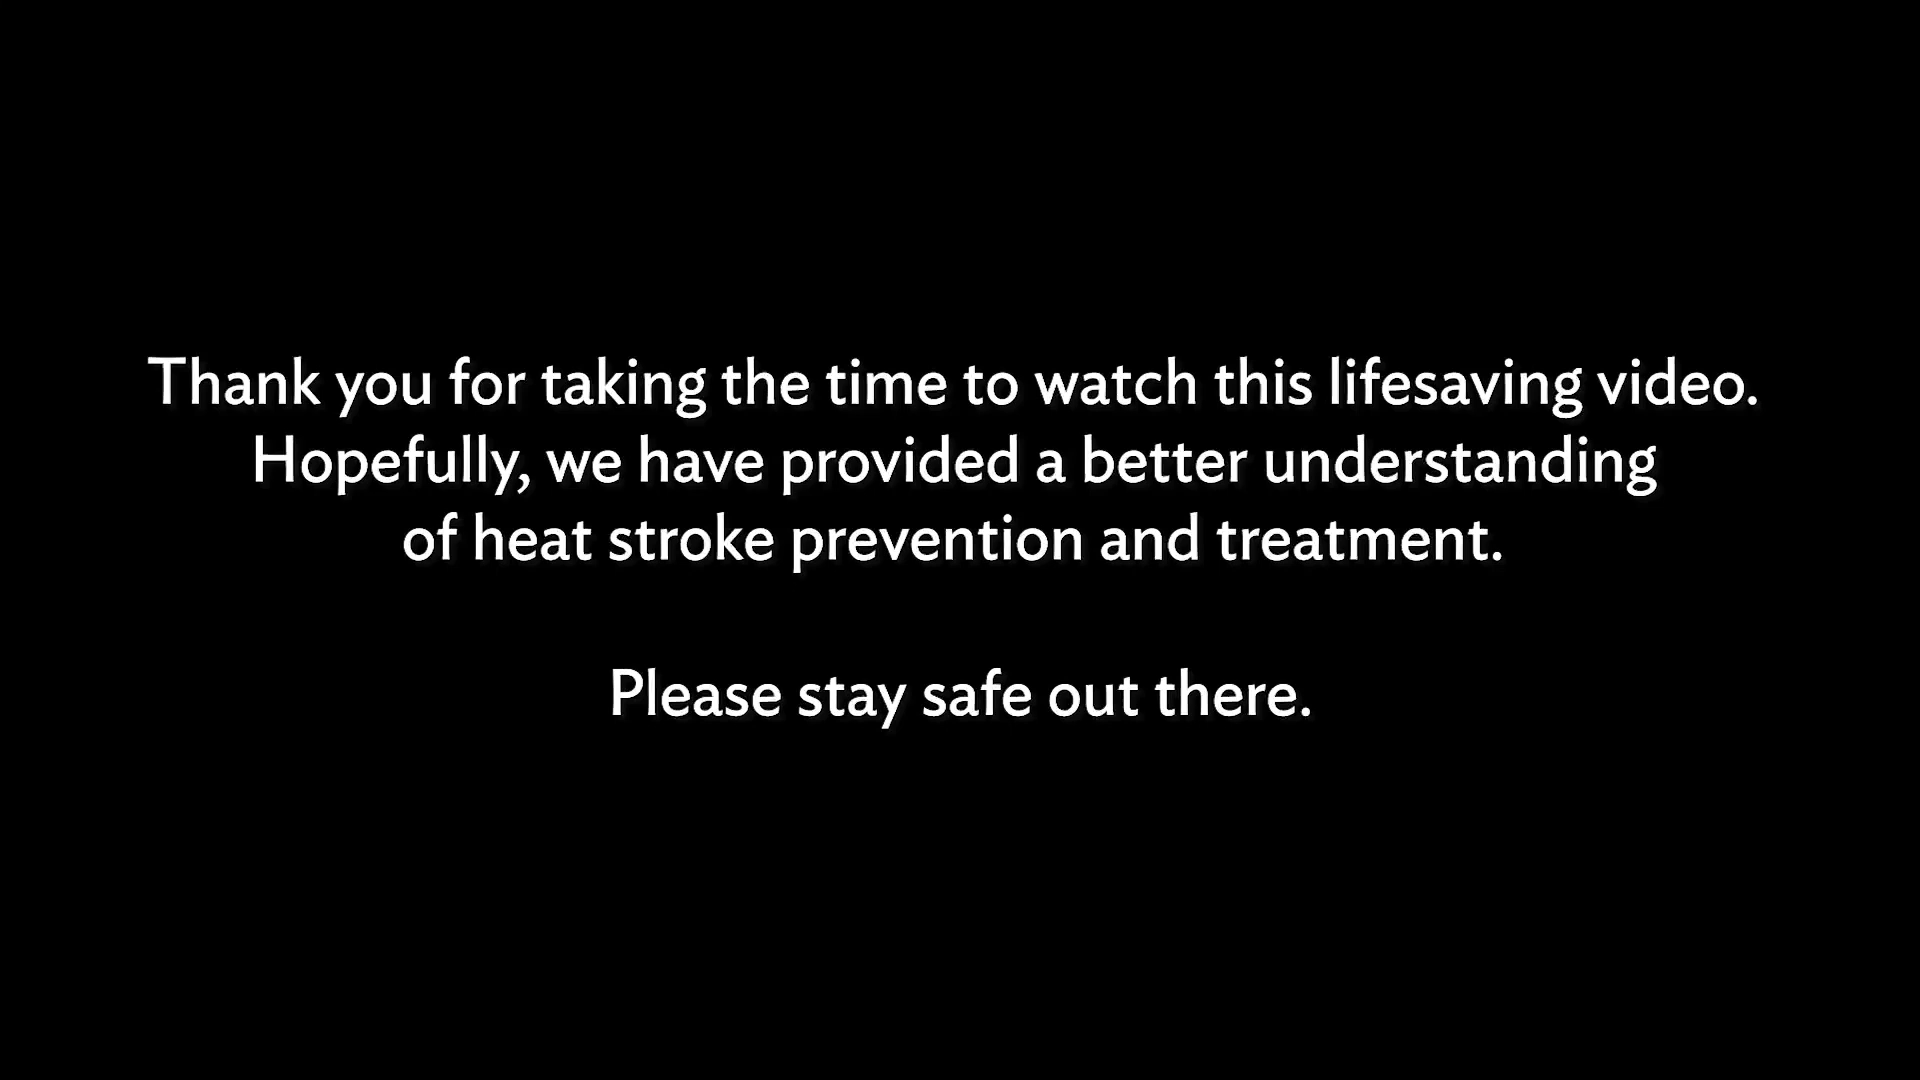 Thank you for taking the time to watch this lifesaving video.
Hopefully, we have provided a better understanding
of heat stroke prevention and treatment.
Please stay safe out there.